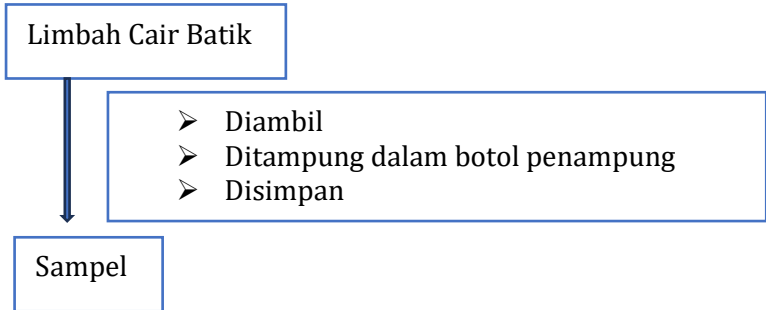 Limbah Cair Batik
➢ Diambil
➢ Ditampung dalam botol penampung
➢ Disimpan
Sampel